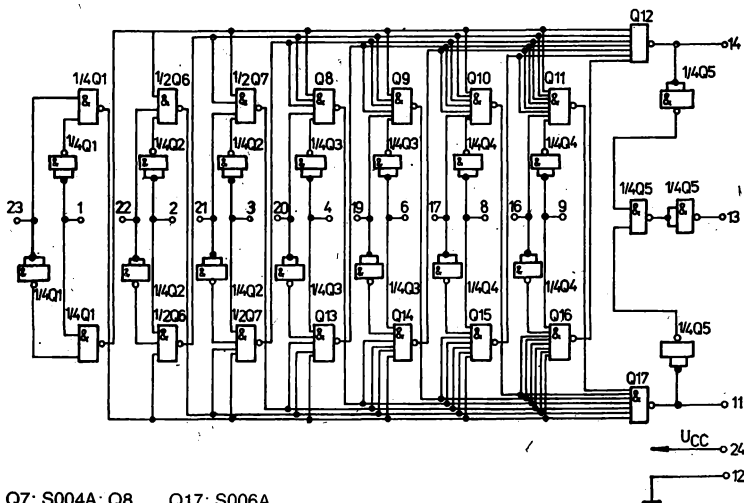 Q12
14
1/4Q1 1/2Q6 1/2Q7 Q8 Q9 Q10 Q11 1/4Q5
& & & & & & & &
1/4Q1 1/4Q2 1/4Q2 1/4Q3 1/4Q3 1/4Q4 1/4Q4
& & & & & & &
1/4Q5 1/4Q5
23 1 22 2 21 3 20 4 19 6 17 8 16 9 & & 13
& & & & & & &
1/4Q1 1/4Q2 1/4Q2 1/4Q3 1/4Q3 1/4Q4 1/4Q4
1/4Q1 1/2Q6 1/2Q7 Q13 Q14 Q15 Q16 1/4Q5
& & & & & & & &
Q17
& 11
UCC 24
12
Q7: S004A; Q8 Q17: S006A